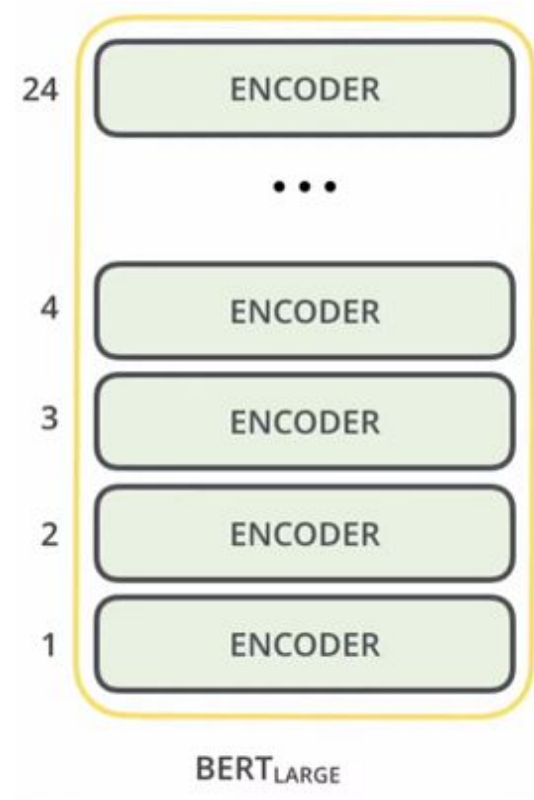 24 ENCODER
...
4 ENCODER
3 ENCODER
2 ENCODER
1 ENCODER
BERTLARGE